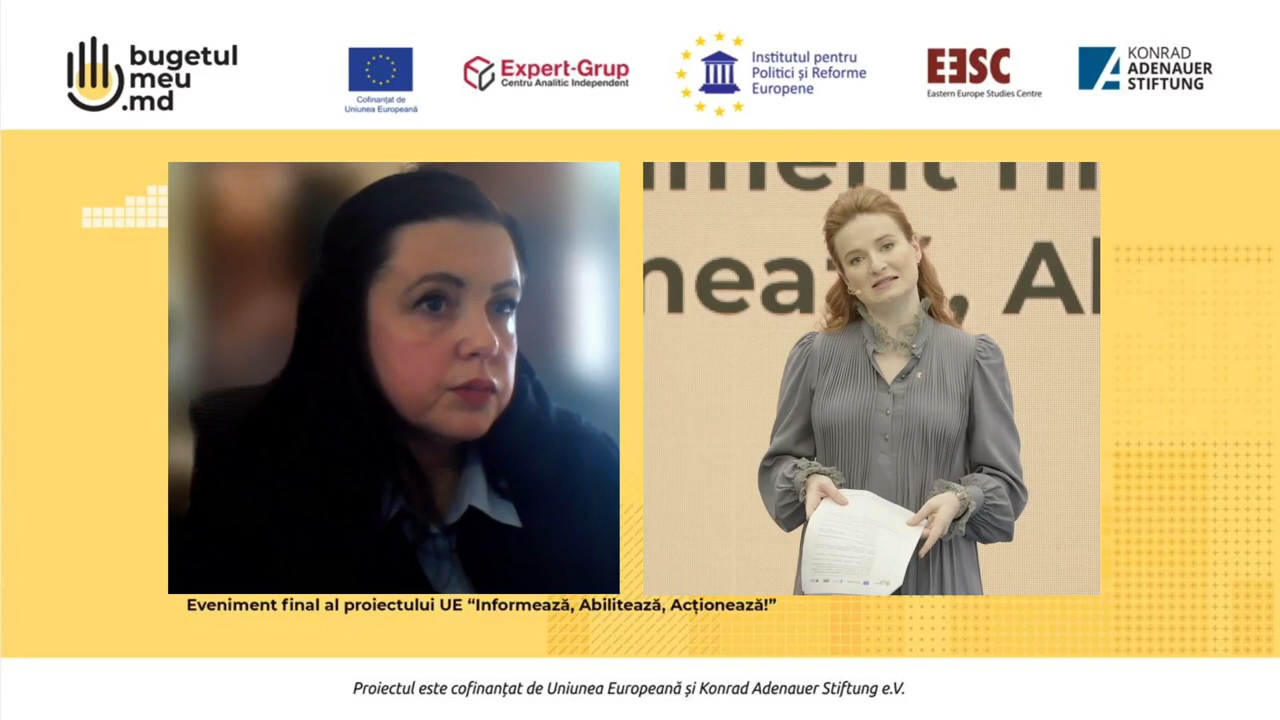 bugetul
meu
.md
Cofinanțat de
Uniunea Europeană
Expert-Grup
Centru Analitic Independent
Institutul pentru
Politici și Reforme
Europene
EESC
Eastern Europe Studies Centre
KONRAD
ADENAUER
STIFTUNG
Eveniment final al proiectului UE “Informează, Abilitează, Acționează!”
Proiectul este cofinanțat de Uniunea Europeană și Konrad Adenauer Stiftung e.V.